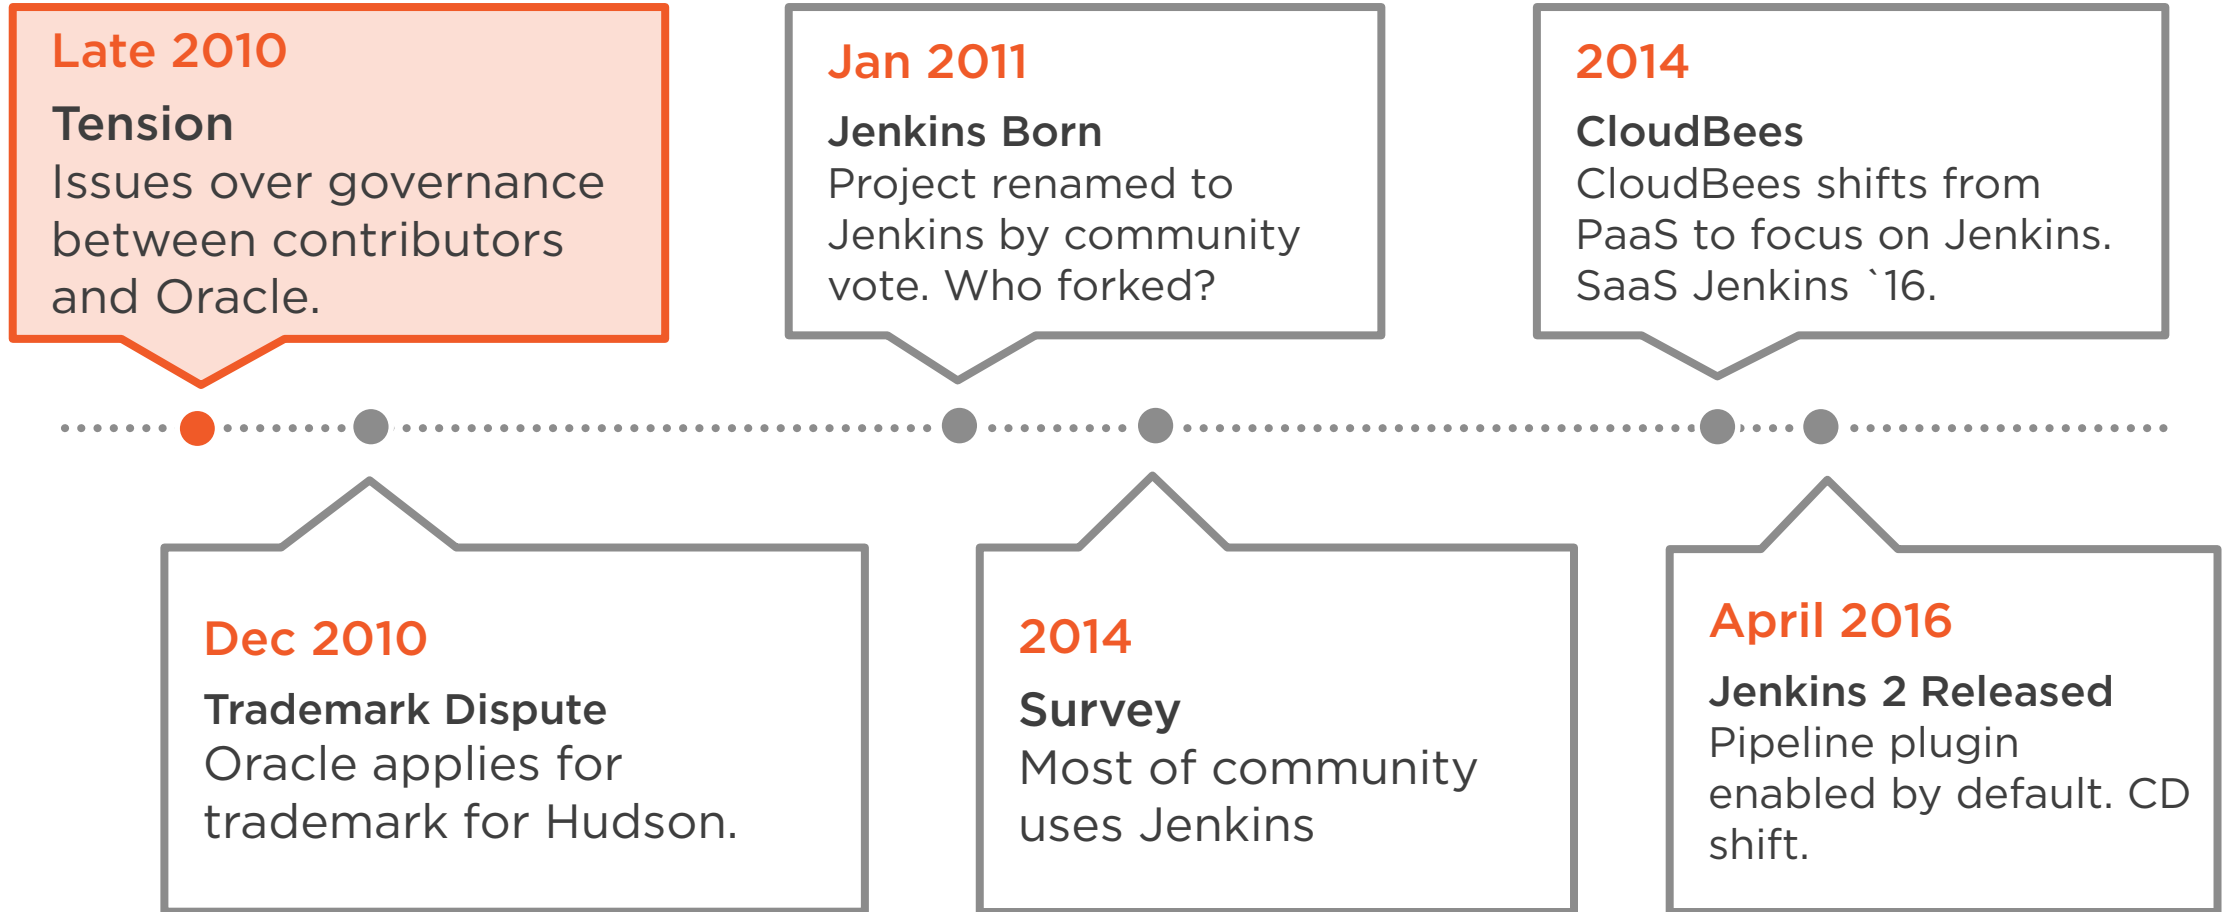 Late 2010
Tension
Issues over governance
between contributors
and Oracle.
Jan 2011
Jenkins Born
Project renamed to
Jenkins by community
vote. Who forked?
2014
CloudBees
CloudBees shifts from
PaaS to focus on Jenkins.
SaaS Jenkins `16.
Dec 2010
Trademark Dispute
Oracle applies for
trademark for Hudson.
2014
Survey
Most of community
uses Jenkins
April 2016
Jenkins 2 Released
Pipeline plugin
enabled by default. CD
shift.